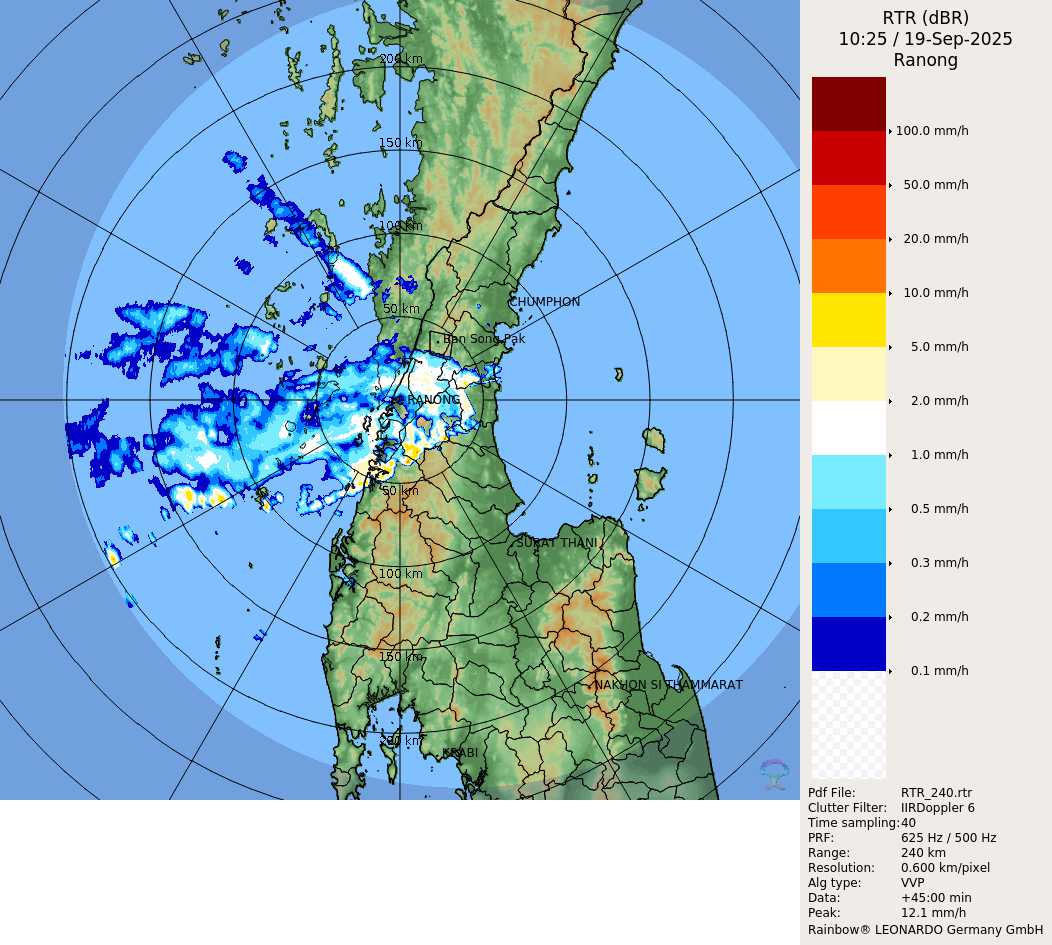 RTR (dBR)
10:25 / 19-Sep-2025
Ranong
200 km
150 km
100 km
50 km
CHUMPHON
Ban Song Pak
RANONG
50 km
SURAT THANI
100 km
150 km
NAKHON SI THAMMARAT
200 km
KRABI
100.0 mm/h
50.0 mm/h
20.0 mm/h
10.0 mm/h
5.0 mm/h
2.0 mm/h
1.0 mm/h
0.5 mm/h
0.3 mm/h
0.2 mm/h
0.1 mm/h
Pdf File: RTR_240.rtr
Clutter Filter: IIRDoppler 6
Time sampling:40
PRF: 625 Hz / 500 Hz
Range: 240 km
Resolution: 0.600 km/pixel
Alg type: VVP
Data: +45:00 min
Peak: 12.1 mm/h
Rainbow® LEONARDO Germany GmbH